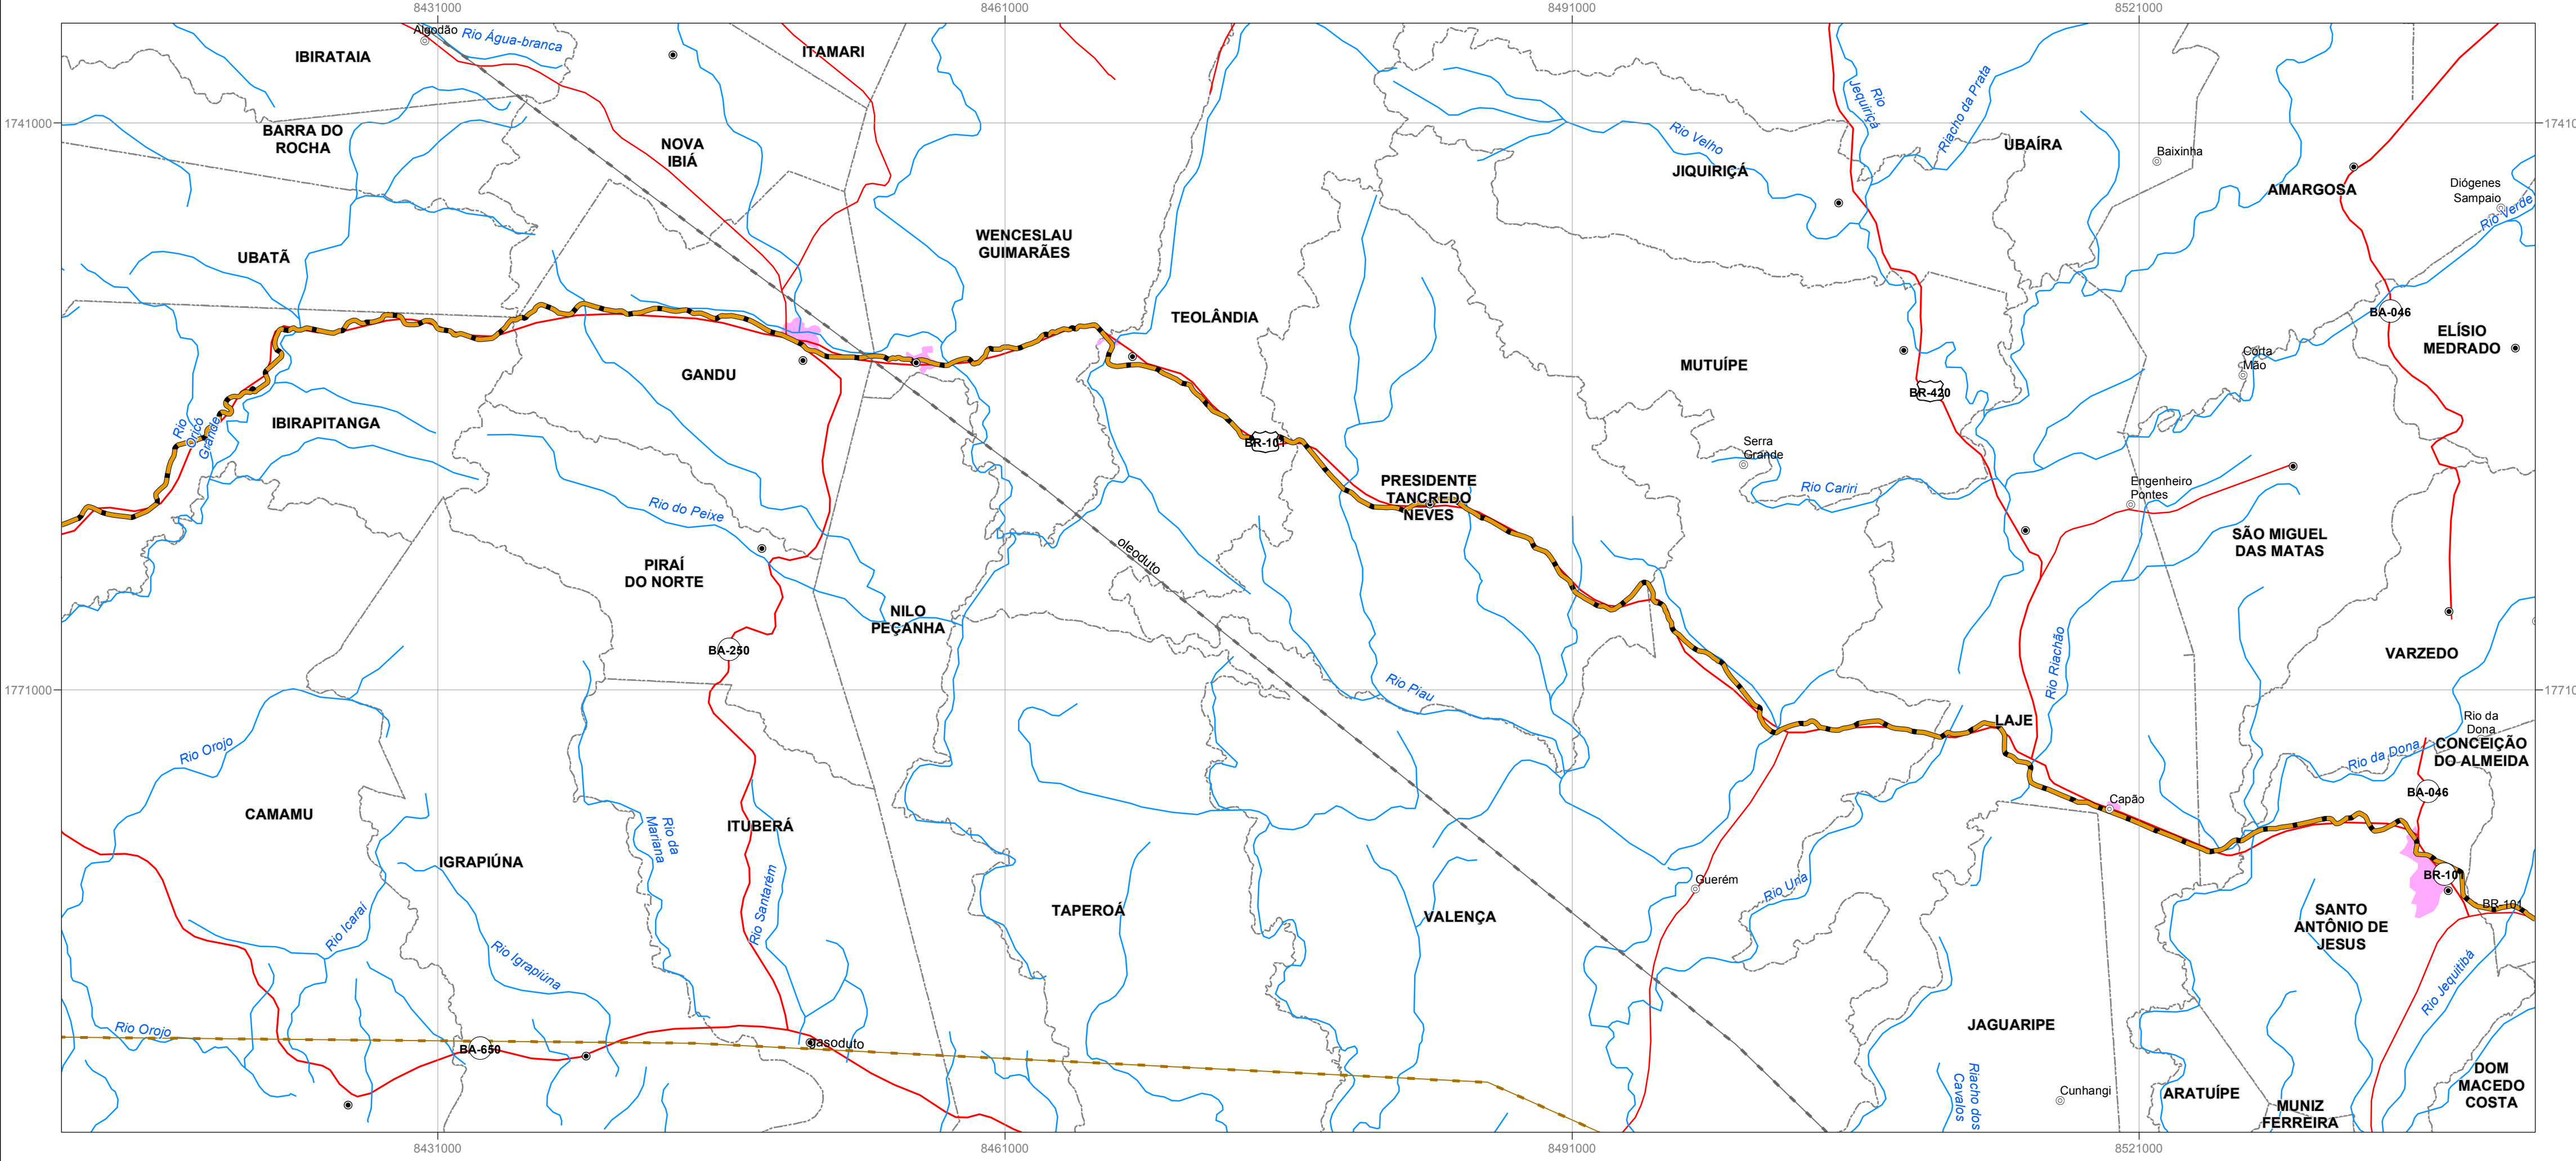 8431000
8461000
8491000
8521000
Algodão
Rio Água-branca
IBIRATAIA
ITAMARI
1741000
BARRA DO
ROCHA
NOVA
IBIÁ
Rio Velho
JIQUIRIÇÁ
Rio
Jequiriçá
Riacho da Prata
UBAÍRA
Baixinha
AMARGOSA
Diógenes
Sampaio
Rio Verde
17410
UBATÃ
WENCESLAU
GUIMARÃES
TEOLÂNDIA
MUTUÍPE
BA-046
ELÍSIO
MEDRADO
Corta
Mão
GANDU
BR-420
IBIRAPITANGA
Rio
Oricó
Grande
BR-101
Serra
Grande
Rio Cariri
PRESIDENTE
TANCREDO
NEVES
Engenheiro
Pontes
Rio do Peixe
oleoduto
SÃO MIGUEL
DAS MATAS
PIRAÍ
DO NORTE
NILO
PEÇANHA
BA-250
Rio Riachão
VARZEDO
1771000
17710
Rio Piau
LAJE
Rio da
Dona
CONCEIÇÃO
DO ALMEIDA
Rio da Dona
BA-046
Rio Orojo
CAMAMU
ITUBERÁ
Rio da
Mariana
Capão
IGRAPIÚNA
Rio Santarém
Guerém
Rio Una
BR-101
BR-101
TAPEROÁ
VALENÇA
SANTO
ANTÔNIO DE
JESUS
Rio Icaraí
Rio Igrapiúna
Rio Jequitibá
Rio Orojo
BA-650
gasoduto
JAGUARIPE
Riacho dos
Cavalos
Cunhangi
ARATUÍPE
MUNIZ
FERREIRA
DOM
MACEDO
COSTA
8431000
8461000
8491000
8521000